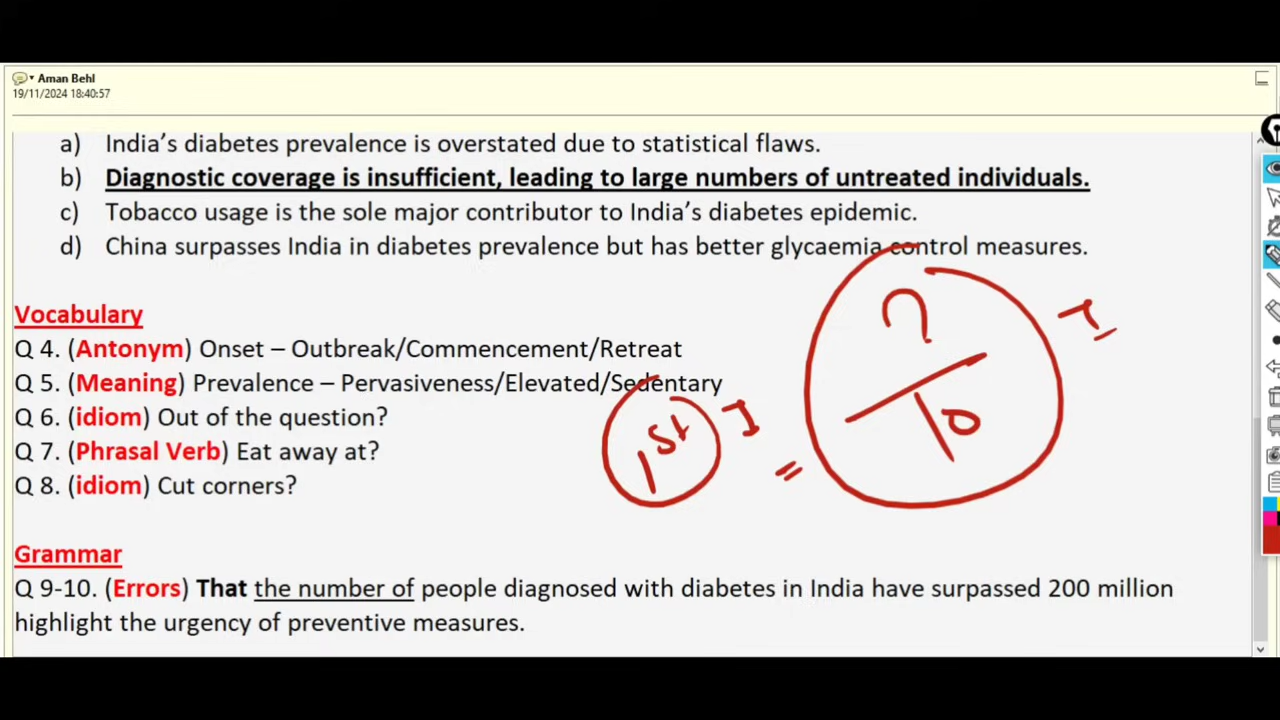 Aman Behl
19/11/2024 18:40:57
a) India's diabetes prevalence is overstated due to statistical flaws.
b) Diagnostic coverage is insufficient, leading to large numbers of untreated individuals.
c) Tobacco usage is the sole major contributor to India's diabetes epidemic.
d) China surpasses India in diabetes prevalence but has better glycaemia control measures.
Vocabulary
Q 4. (Antonym) Onset – Outbreak/Commencement/Retreat
Q 5. (Meaning) Prevalence – Pervasiveness/Elevated/Sedentary
Q 6. (idiom) Out of the question?
Q 7. (Phrasal Verb) Eat away at?
Q 8. (idiom) Cut corners?
1st I =
?
10
I
Grammar
Q 9-10. (Errors) That the number of people diagnosed with diabetes in India have surpassed 200 million
highlight the urgency of preventive measures.